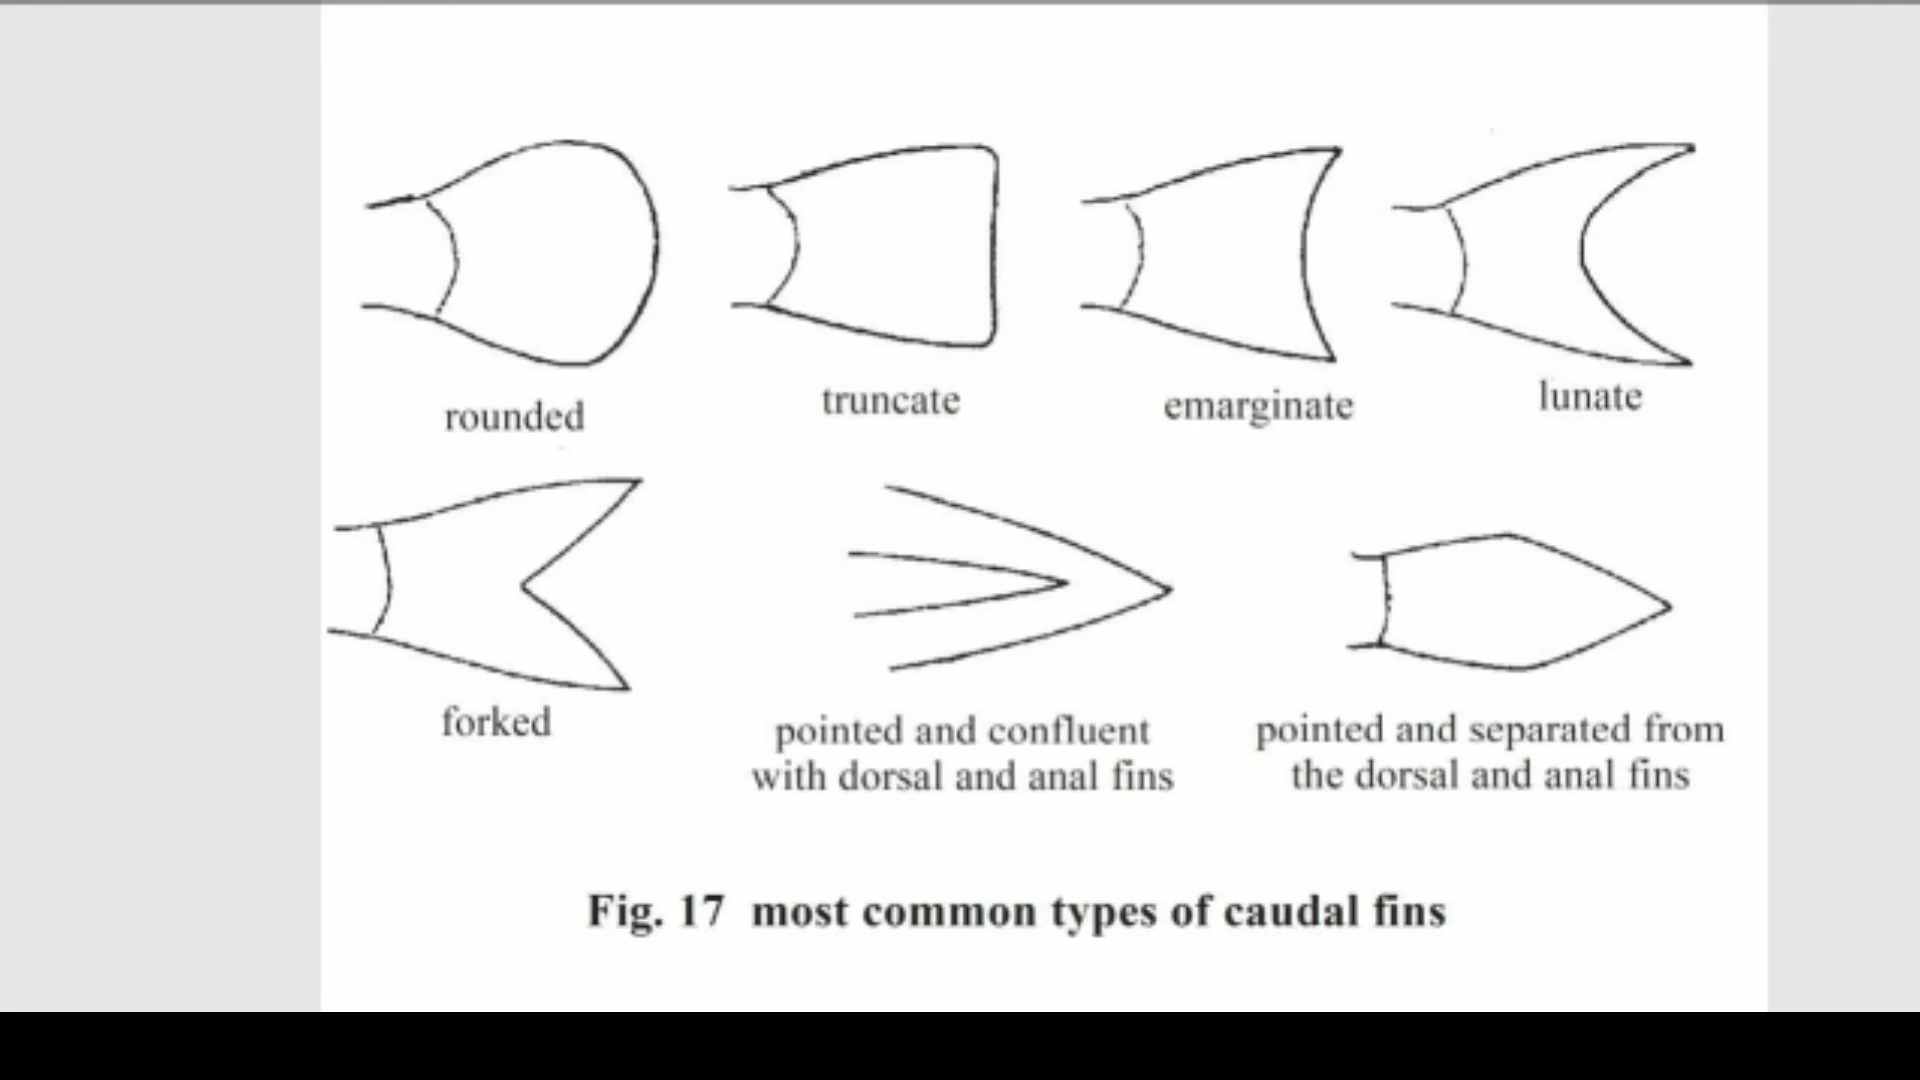 rounded
truncate
emarginate
lunate
forked
pointed and confluent
with dorsal and anal fins
pointed and separated from
the dorsal and anal fins
Fig. 17 most common types of caudal fins